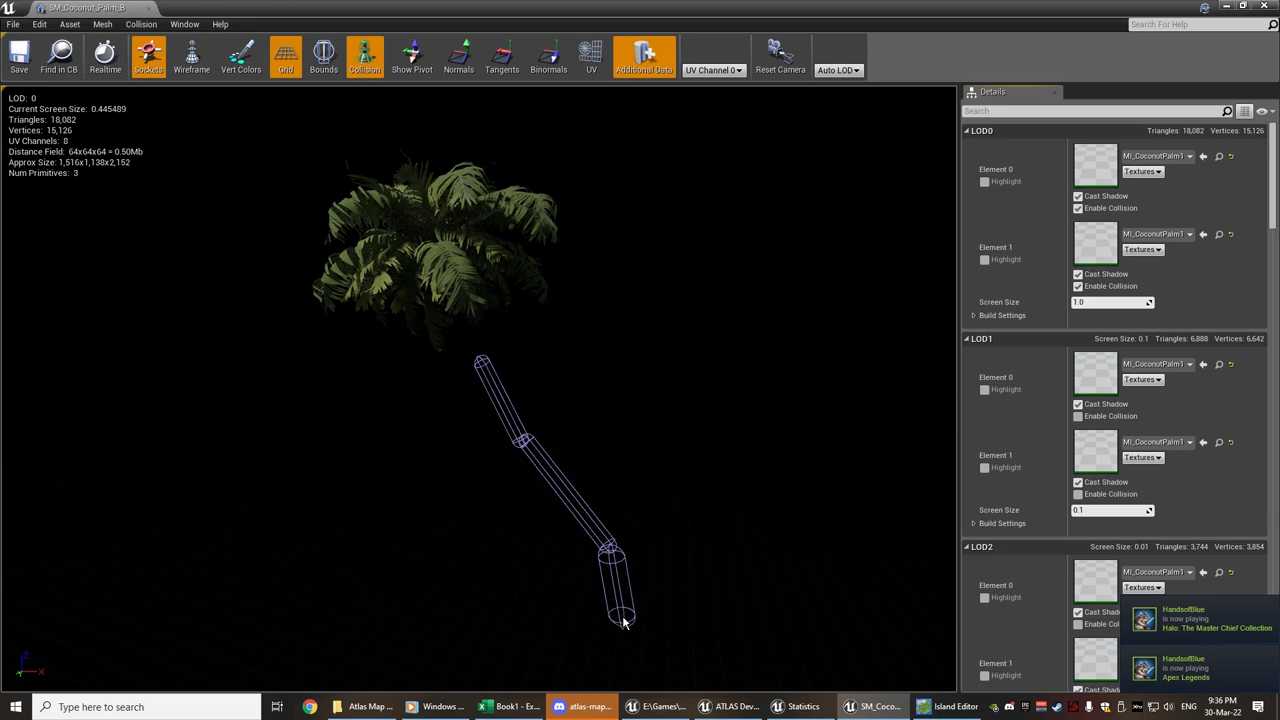 SM_Coconut_Palm_B
File Edit Asset Mesh Collision Window Help
Search For Help
Save Find in CB Realtime Sockets Wireframe Vert Colors Grid Bounds Collision Show Pivot Normals Tangents Binormals UV Additional Data UV Channel 0 Reset Camera Auto LOD
LOD: 0
Current Screen Size: 0.445489
Triangles: 18,082
Vertices: 15,126
UV Channels: 8
Distance Field: 64x64x64 = 0.50Mb
Approx Size: 1,516x1,138x2,152
Num Primitives: 3
Z
X
Details
Search
LOD0 Triangles: 18,082 Vertices: 15,126
Element 0
Highlight
MI_CoconutPalm1
Textures
Cast Shadow
Enable Collision
Element 1
Highlight
MI_CoconutPalm1
Textures
Cast Shadow
Enable Collision
Screen Size 1.0
Build Settings
LOD1 Screen Size: 0.1 Triangles: 6,888 Vertices: 6,642
Element 0
Highlight
MI_CoconutPalm1
Textures
Cast Shadow
Enable Collision
Element 1
Highlight
MI_CoconutPalm1
Textures
Cast Shadow
Enable Collision
Screen Size 0.1
Build Settings
LOD2 Screen Size: 0.01 Triangles: 3,744 Vertices: 3,854
Element 0
Highlight
MI_CoconutPalm1
Textures
Cast Shad
Enable Col
Element 1
Highlight
Cast Shad
HandsofBlue
is now playing
Halo: The Master Chief Collection
HandsofBlue
is now playing
Apex Legends
Type here to search
Atlas Map ...
Windows ...
Book1 - Ex...
atlas-map...
E:\Games\...
ATLAS Dev...
Statistics
SM_Coco...
Island Editor
ENG
9:36 PM
30-Mar-22